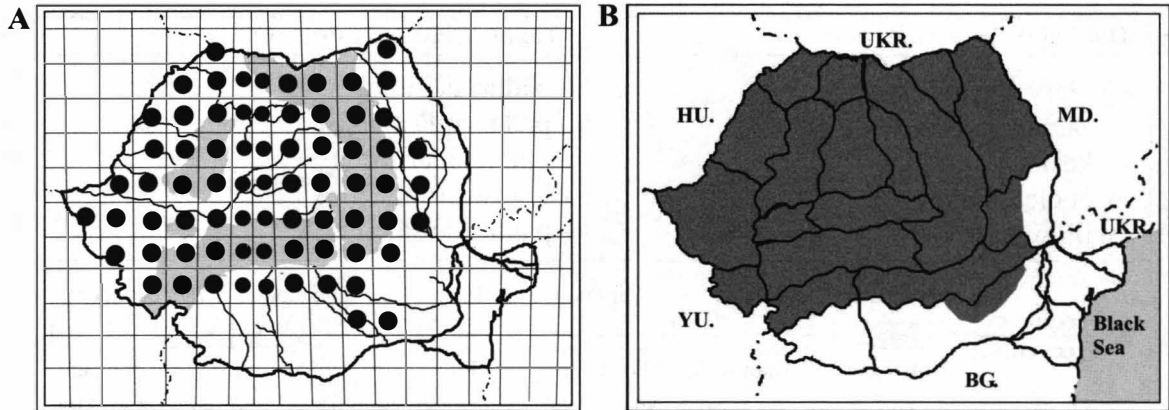 A
B
UKR.
HU.
MD.
UKR.
YU.
Black
Sea
BG.